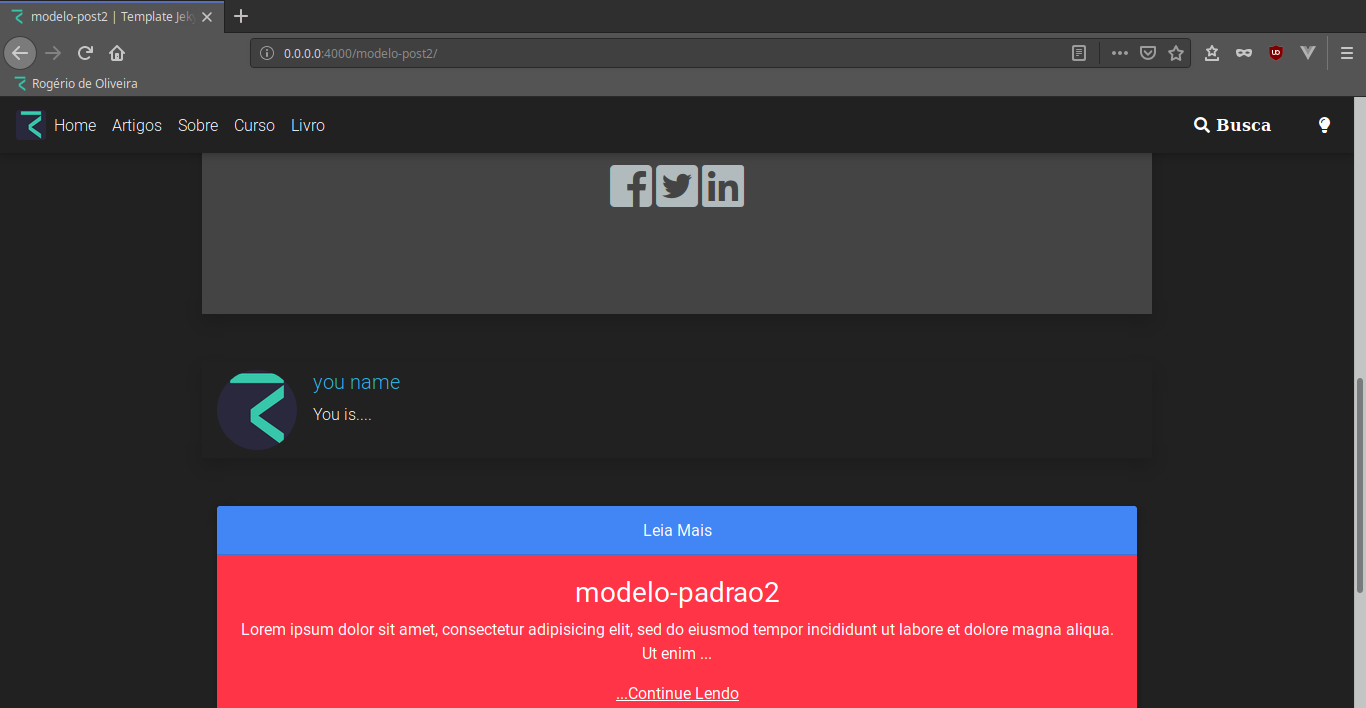 modelo-post2 | Template Jek
0.0.0.0:4000/modelo-post2/
Rogério de Oliveira
Home Artigos Sobre Curso Livro Busca
you name
You is....
Leia Mais
modelo-padrao2
Lorem ipsum dolor sit amet, consectetur adipisicing elit, sed do eiusmod tempor incididunt ut labore et dolore magna aliqua.
Ut enim ...
...Continue Lendo